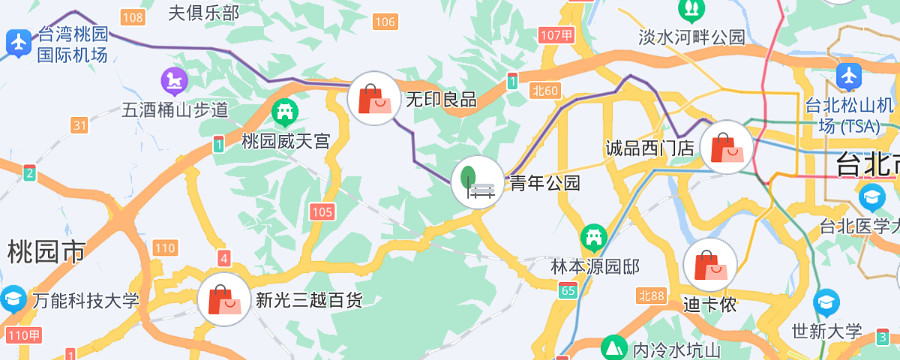 夫俱乐部
108
106
台湾桃园
国际机场
107甲
淡水河畔公园
1
北60
五酒桶山步道
无印良品
台北松山机
场 (TSA)
31
1
桃园威天宫
诚品西门店
台北市
2
青年公园
105
台北医学大
桃园市
110
4
林本源园邸
65
北88
迪卡侬
万能科技大学
新光三越百货
世新大学
110甲
1
内冷水坑山
3